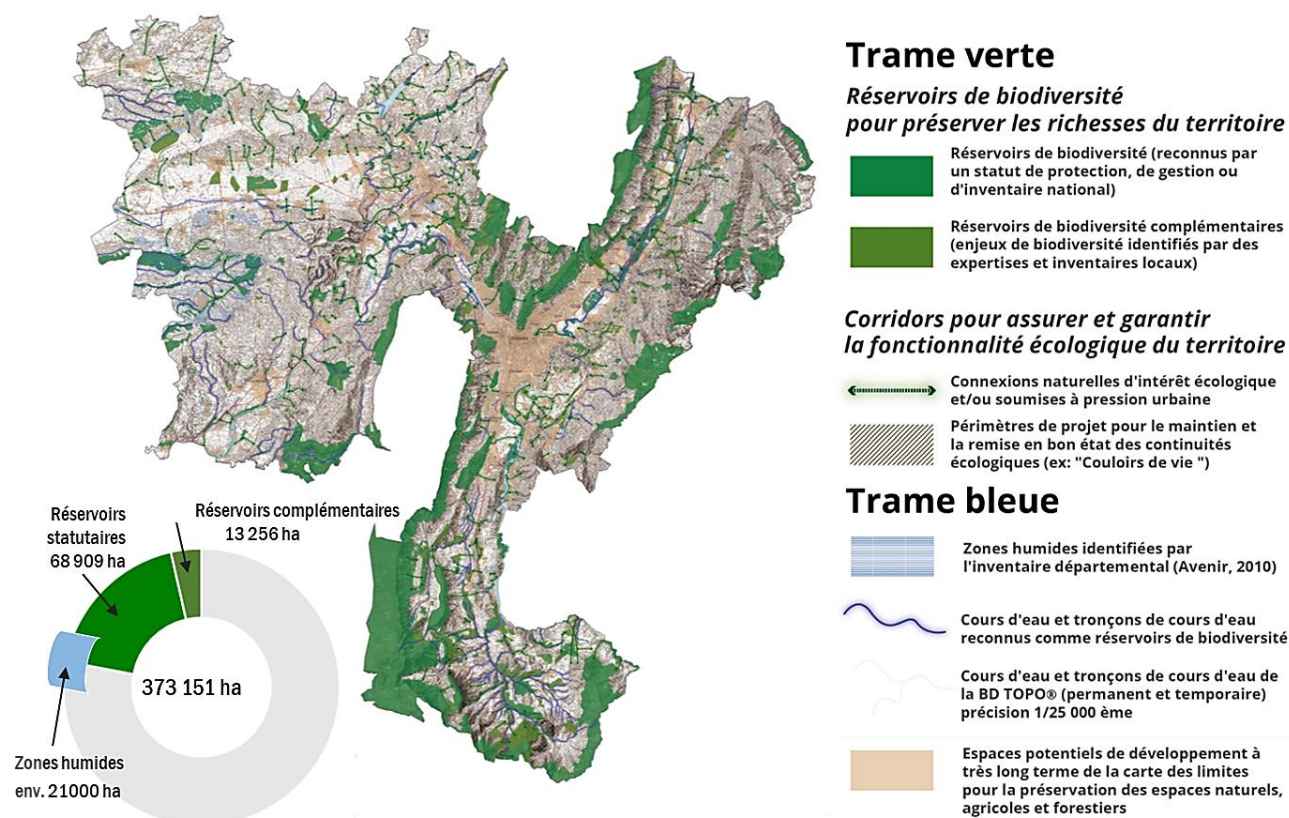 Trame verte
Réservoirs de biodiversité
pour préserver les richesses du territoire
Réservoirs de biodiversité (reconnus par
un statut de protection, de gestion ou
d'inventaire national)
Réservoirs de biodiversité complémentaires
(enjeux de biodiversité identifiés par des
expertises et inventaires locaux)
Corridors pour assurer et garantir
la fonctionnalité écologique du territoire
Connexions naturelles d'intérêt écologique
et/ou soumises à pression urbaine
Périmètres de projet pour le maintien et
la remise en bon état des continuités
écologiques (ex: "Couloirs de vie ")
Trame bleue
Zones humides identifiées par
l'inventaire départemental (Avenir, 2010)
Cours d'eau et tronçons de cours d'eau
reconnus comme réservoirs de biodiversité
Cours d'eau et tronçons de cours d'eau de
la BD TOPO® (permanent et temporaire)
précision 1/25 000 ème
Espaces potentiels de développement à
très long terme de la carte des limites
pour la préservation des espaces naturels,
agricoles et forestiers
Réservoirs
statutaires
68 909 ha
Réservoirs complémentaires
13 256 ha
373 151 ha
Zones humides
env. 21000 ha